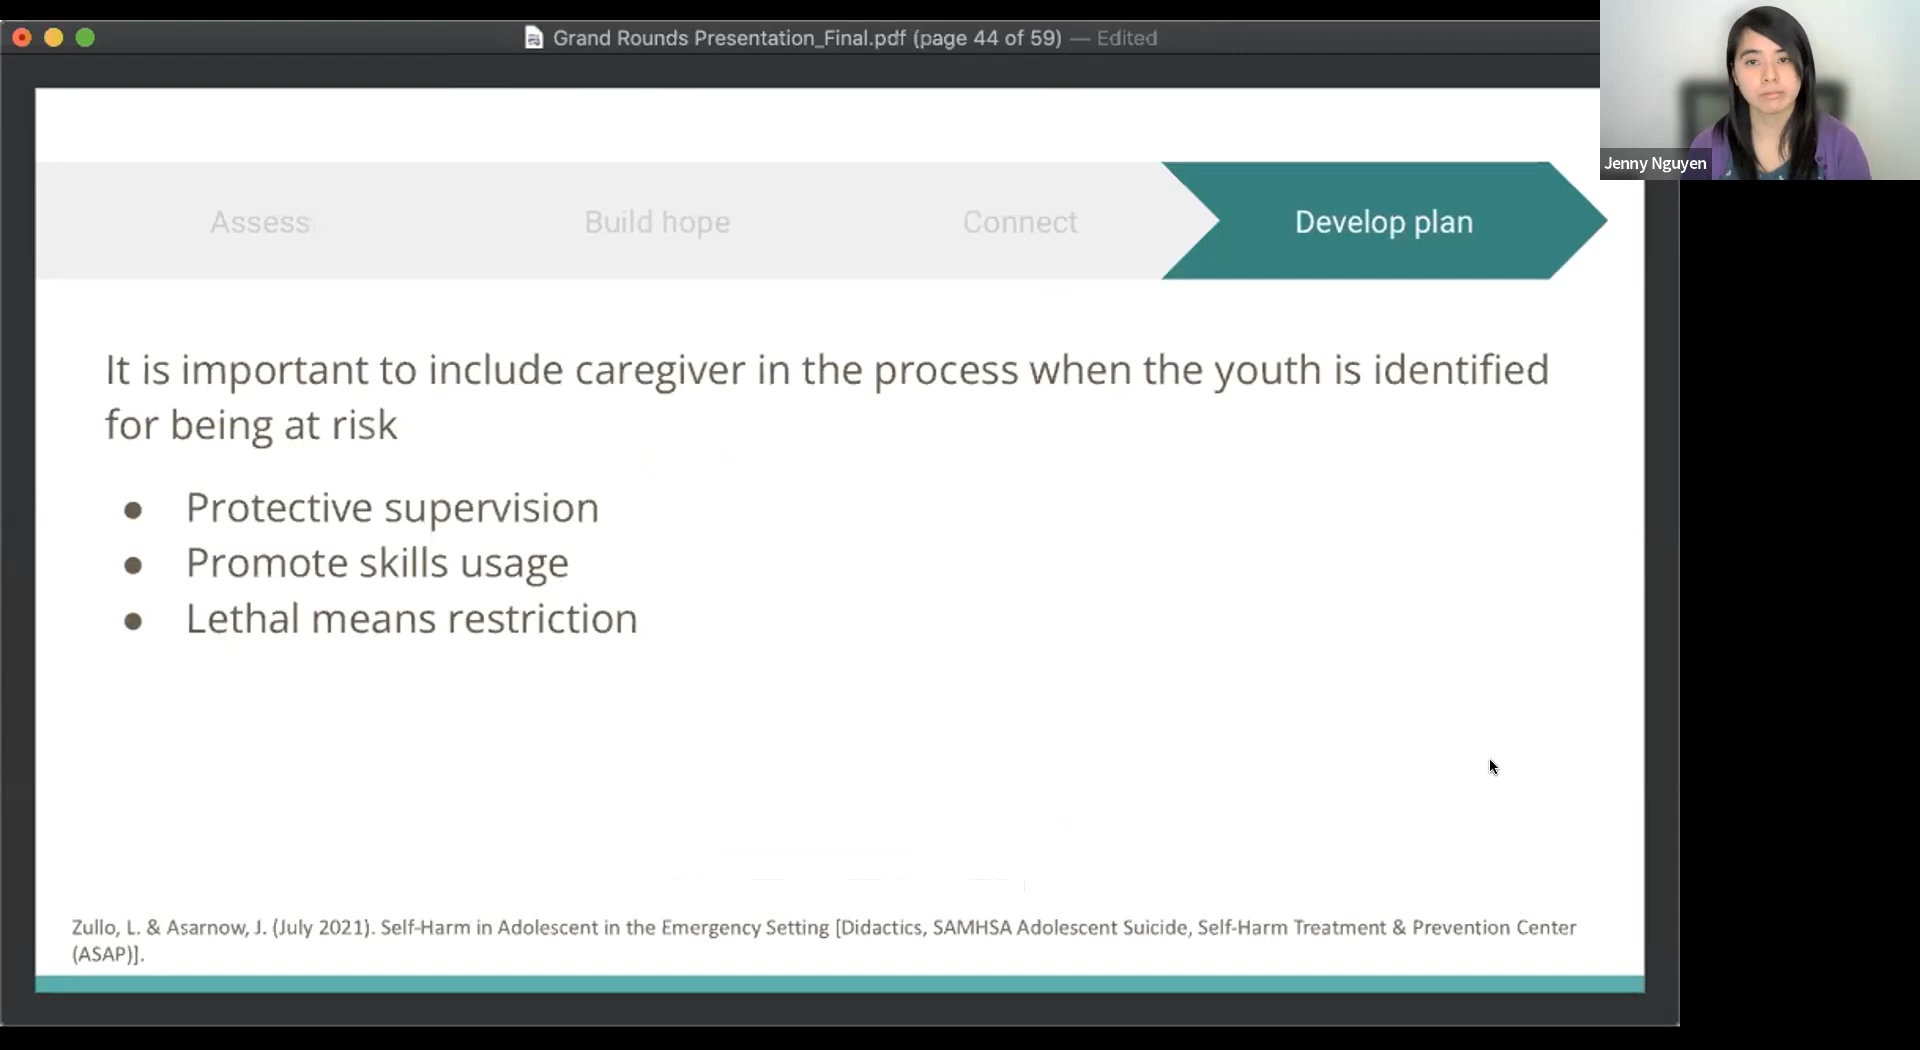 Grand Rounds Presentation_Final.pdf (page 44 of 59) — Edited
Jenny Nguyen
Assess
Build hope
Connect
Develop plan
It is important to include caregiver in the process when the youth is identified
for being at risk
● Protective supervision
● Promote skills usage
● Lethal means restriction
Zullo, L. & Asarnow, J. (July 2021). Self-Harm in Adolescent in the Emergency Setting [Didactics, SAMHSA Adolescent Suicide, Self-Harm Treatment & Prevention Center
(ASAP)].